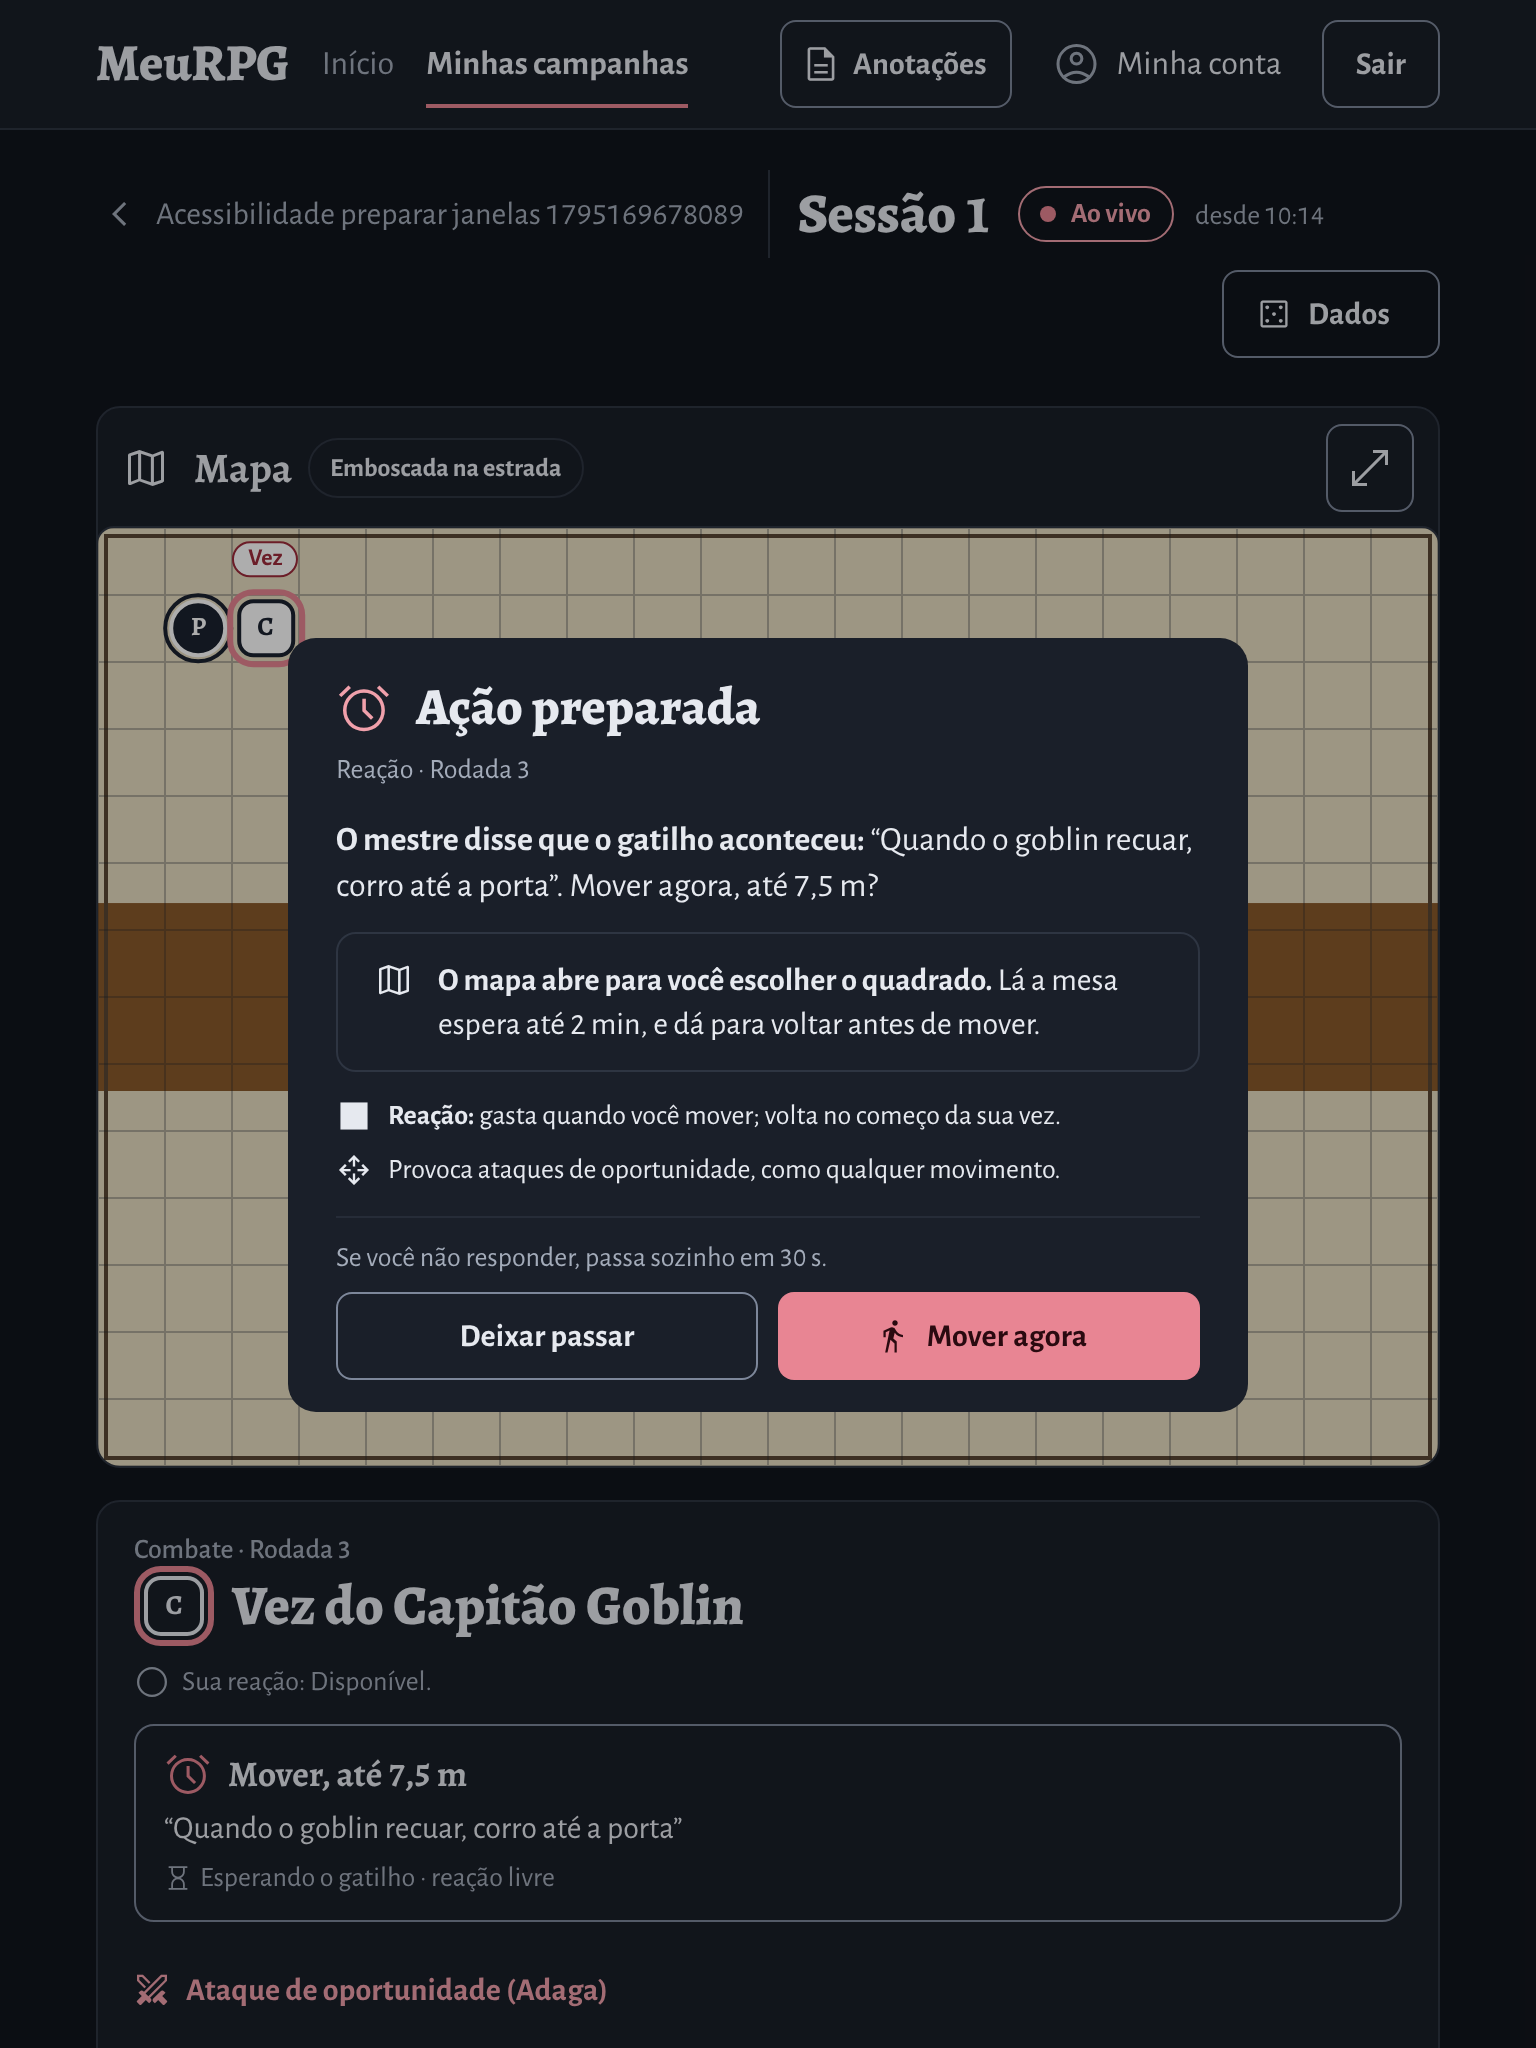 MeuRPG
Início
Minhas campanhas
Anotações
Minha conta
Sair
Acessibilidade preparar janelas 1795169678089
Sessão 1
Ao vivo
desde 10:14
Dados
Mapa
Emboscada na estrada
Vez
P
C
Ação preparada
Reação · Rodada 3
O mestre disse que o gatilho aconteceu: “Quando o goblin recuar,
corro até a porta”. Mover agora, até 7,5 m?
O mapa abre para você escolher o quadrado. Lá a mesa
espera até 2 min, e dá para voltar antes de mover.
Reação: gasta quando você mover; volta no começo da sua vez.
Provoca ataques de oportunidade, como qualquer movimento.
Se você não responder, passa sozinho em 30 s.
Deixar passar
Mover agora
Combate · Rodada 3
C
Vez do Capitão Goblin
Sua reação: Disponível.
Mover, até 7,5 m
“Quando o goblin recuar, corro até a porta”
Esperando o gatilho · reação livre
Ataque de oportunidade (Adaga)